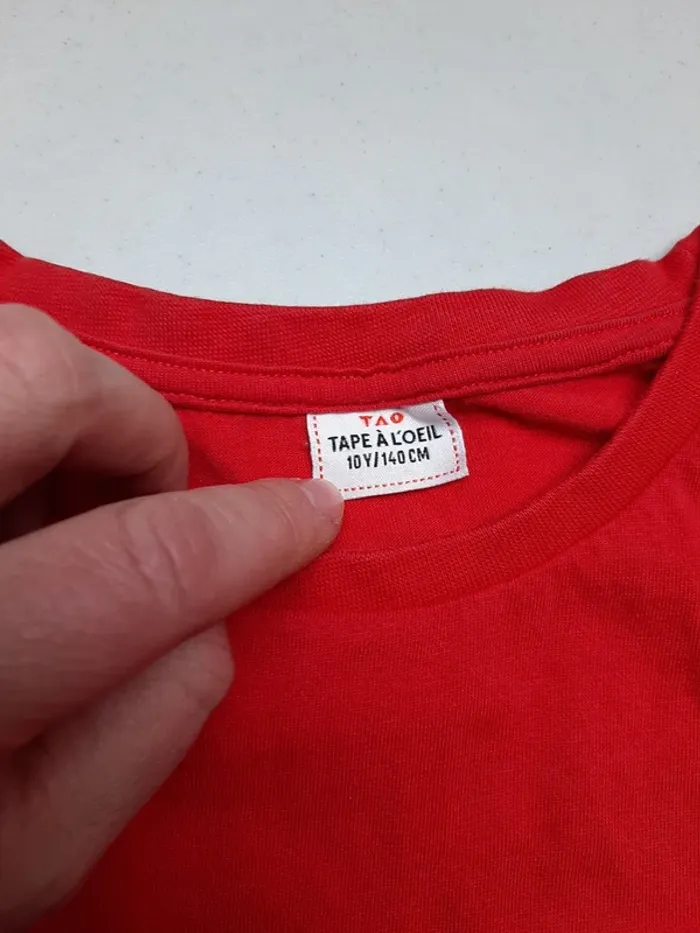 TAO
TAPE À L'OEIL
10Y/140CM